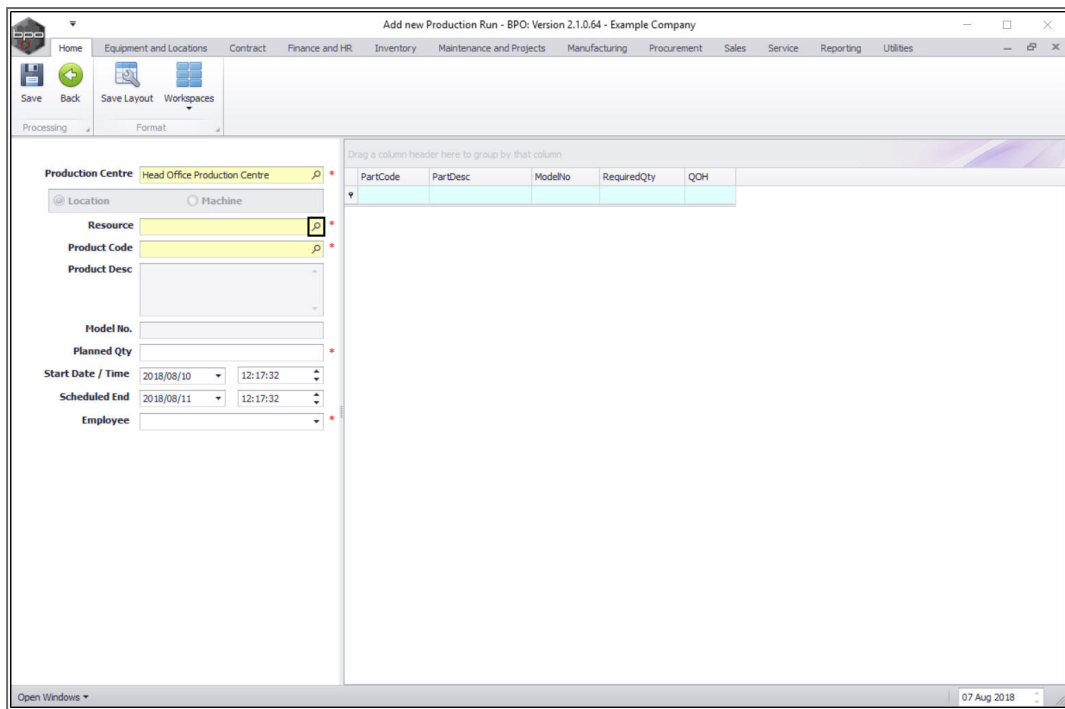 bpo
Add new Production Run - BPO: Version 2.1.0.64 - Example Company
Home Equipment and Locations Contract Finance and HR Inventory Maintenance and Projects Manufacturing Procurement Sales Service Reporting Utilities
Save Back Save Layout Workspaces
Processing Format
Drag a column header here to group by that column
Production Centre Head Office Production Centre *
PartCode PartDesc ModelNo RequiredQty QOH
Location Machine
Resource *
Product Code *
Product Desc
Model No.
Planned Qty *
Start Date / Time 2018/08/10 12:17:32
Scheduled End 2018/08/11 12:17:32
Employee *
Open Windows 07 Aug 2018